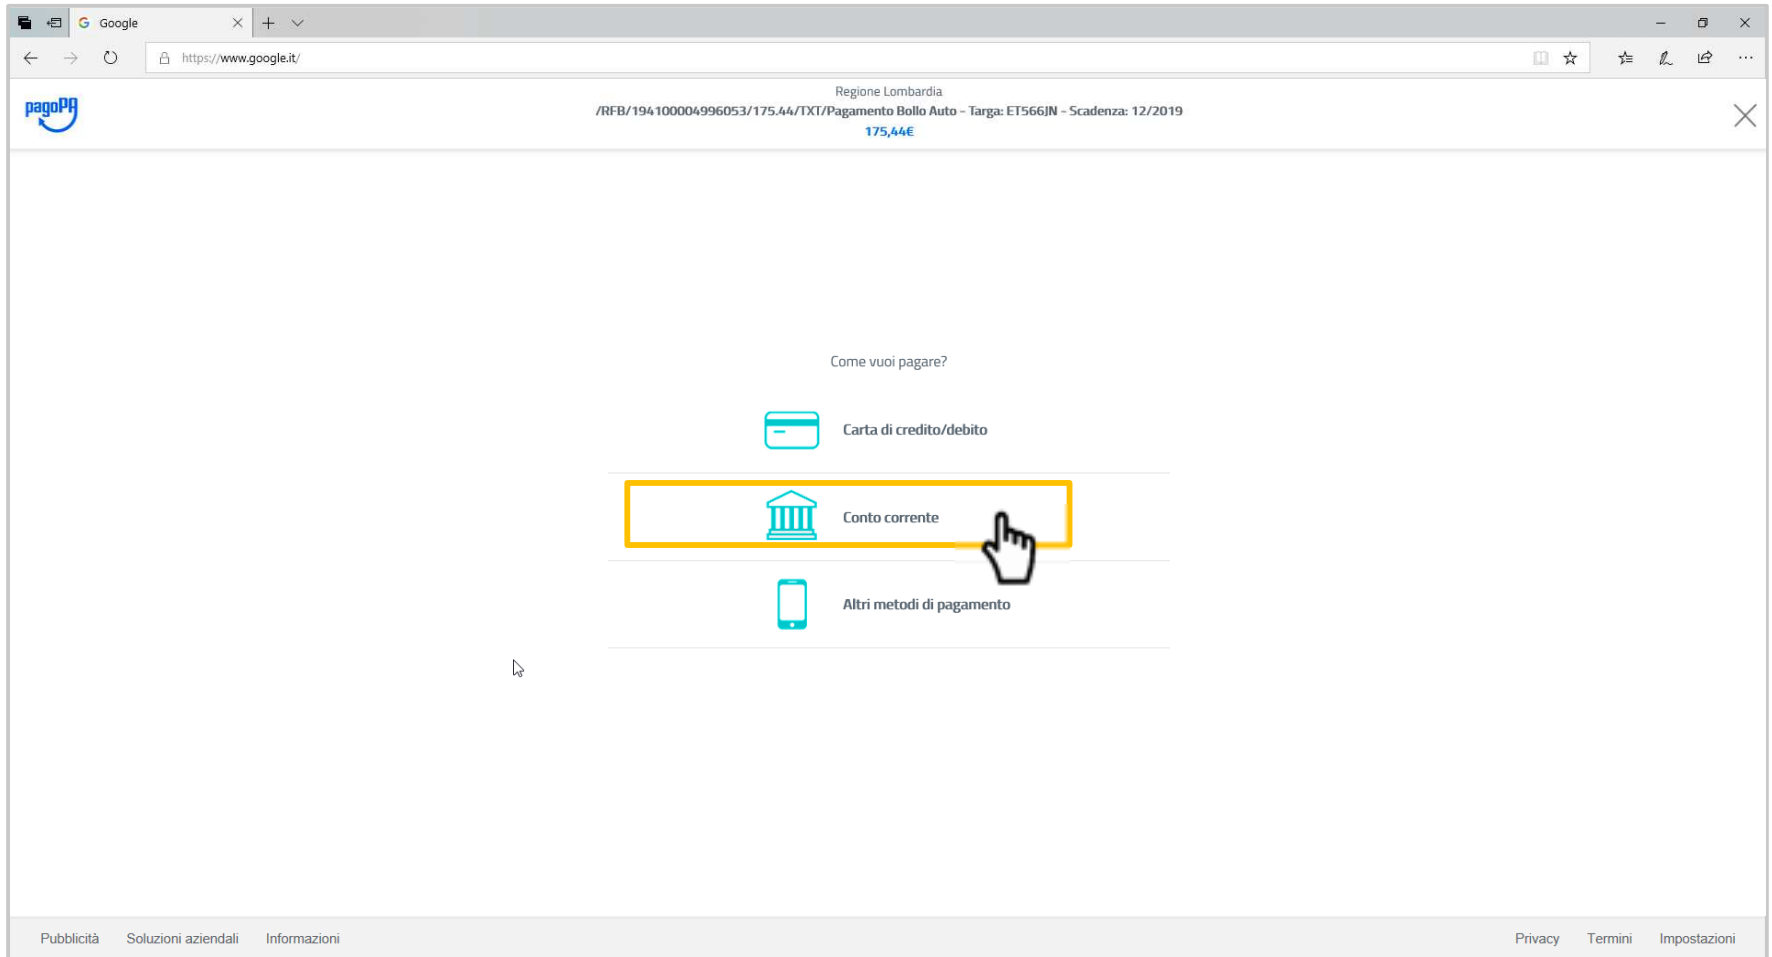 Google
https://www.google.it/
pagoPA
Regione Lombardia
/RFB/194100004996053/175.44/TXT/Pagamento Bollo Auto - Targa: ET566JN - Scadenza: 12/2019
175,44€
Come vuoi pagare?
Carta di credito/debito
Conto corrente
Altri metodi di pagamento
Pubblicità Soluzioni aziendali Informazioni Privacy Termini Impostazioni